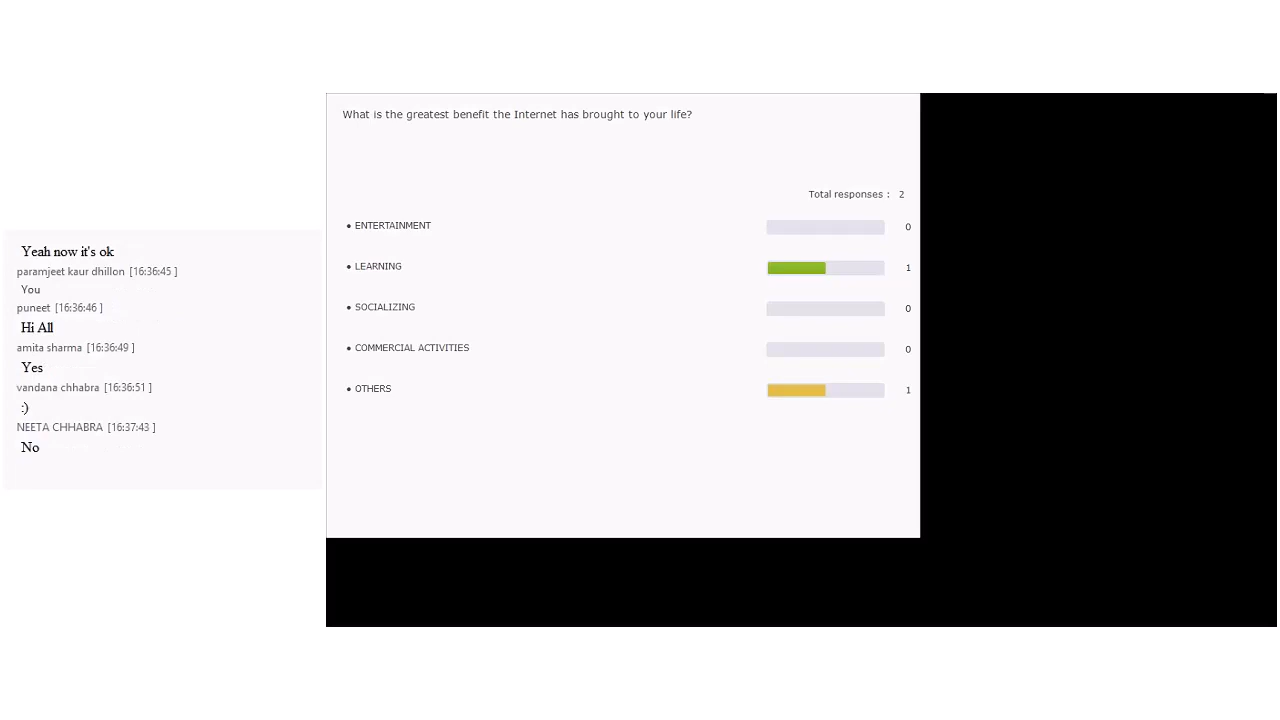 Yeah now it's ok
paramjeet kaur dhillon [16:36:45 ]
You
puneet [16:36:46 ]
Hi All
amita sharma [16:36:49 ]
Yes
vandana chhabra [16:36:51 ]
:)
NEETA CHHABRA [16:37:43 ]
No
What is the greatest benefit the Internet has brought to your life?
Total responses : 2
• ENTERTAINMENT 0
• LEARNING 1
• SOCIALIZING 0
• COMMERCIAL ACTIVITIES 0
• OTHERS 1